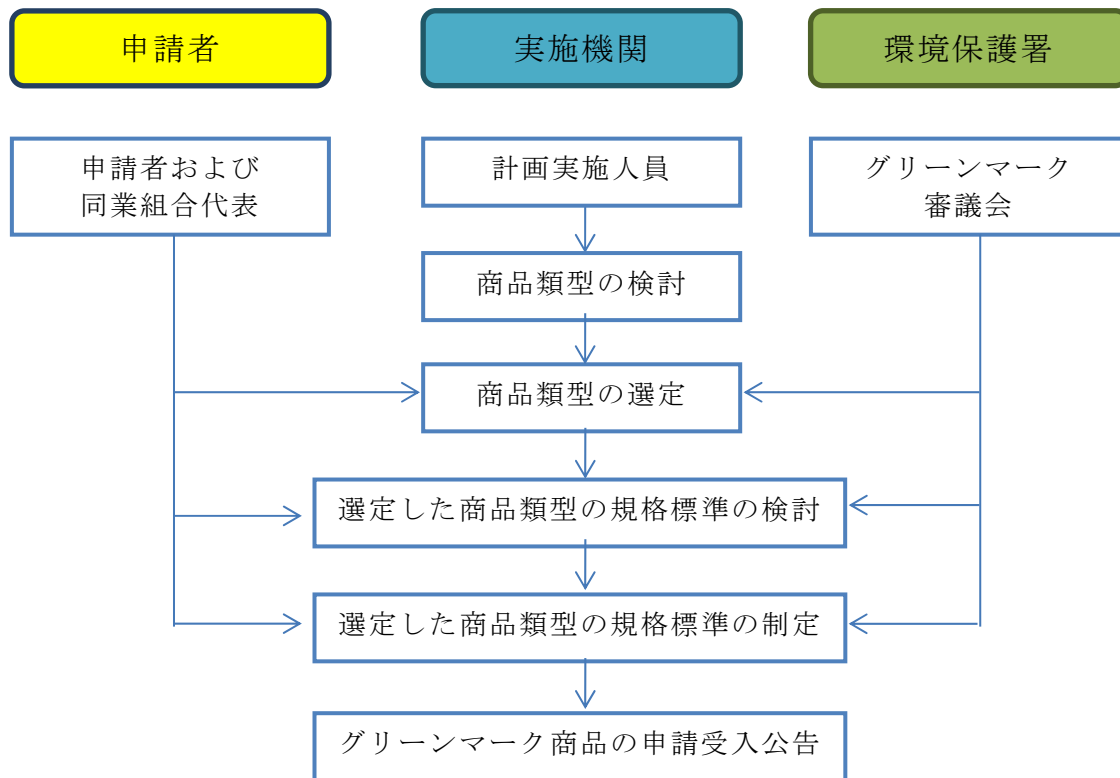 申請者
実施機関
環境保護署
申請者および
同業組合代表
計画実施人員
グリーンマーク
審議会
商品類型の検討
商品類型の選定
選定した商品類型の規格標準の検討
選定した商品類型の規格標準の制定
グリーンマーク商品の申請受入公告